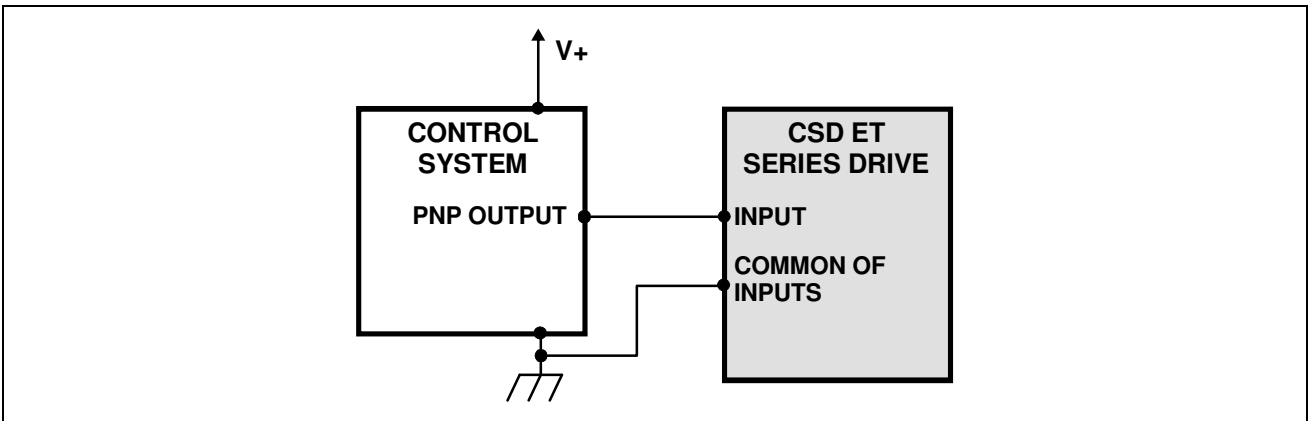 V+
CONTROL
SYSTEM
PNP OUTPUT
CSD ET
SERIES DRIVE
INPUT
COMMON OF
INPUTS